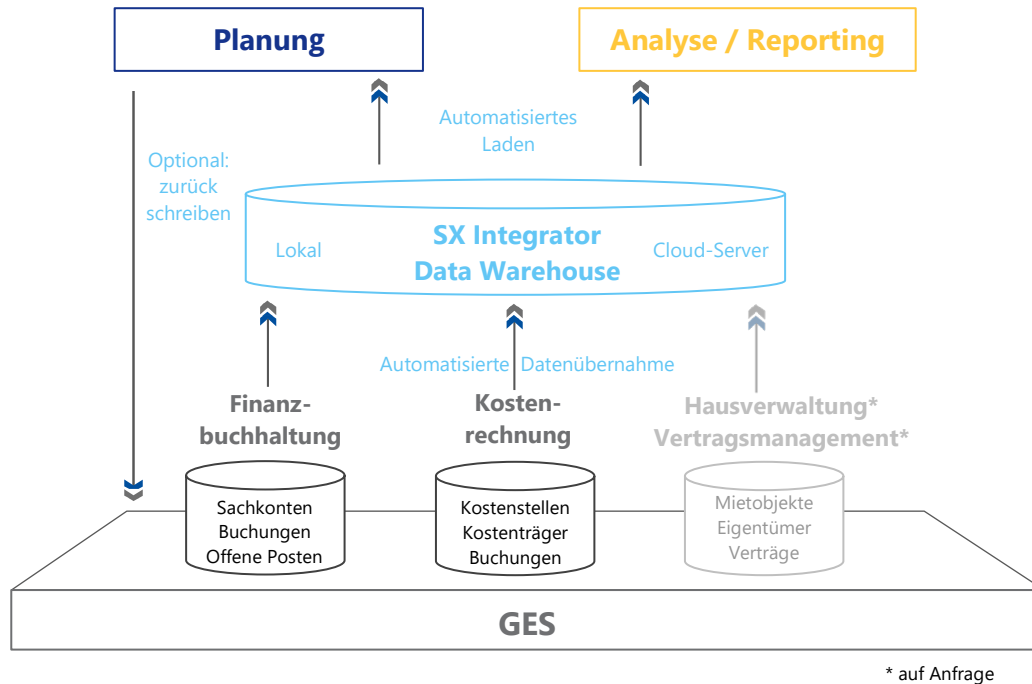 Planung
Analyse / Reporting
Automatisiertes
Laden
Optional:
zurück
schreiben
Lokal
SX Integrator
Data Warehouse
Cloud-Server
Automatisierte Datenübernahme
Finanz-
buchhaltung
Kosten-
rechnung
Hausverwaltung*
Vertragsmanagement*
Sachkonten
Buchungen
Offene Posten
Kostenstellen
Kostenträger
Buchungen
Mietobjekte
Eigentümer
Verträge
GES
* auf Anfrage